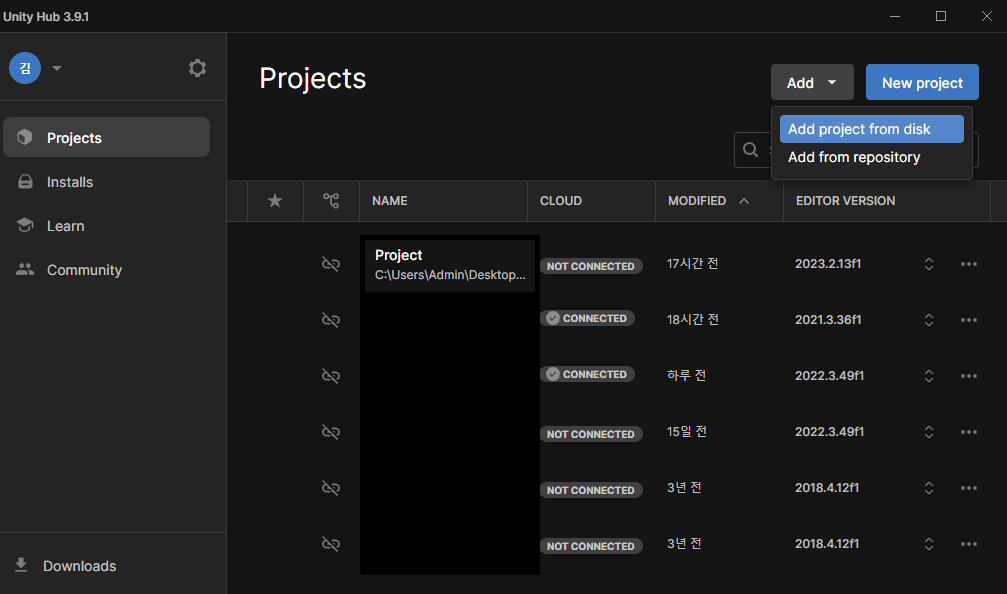 Unity Hub 3.9.1
김
Projects
Installs
Learn
Community
Downloads
Projects
Add
New project
Add project from disk
Add from repository
NAME CLOUD MODIFIED EDITOR VERSION
Project
C:\Users\Admin\Desktop...
NOT CONNECTED 17시간 전 2023.2.13f1
CONNECTED 18시간 전 2021.3.36f1
CONNECTED 하루 전 2022.3.49f1
NOT CONNECTED 15일 전 2022.3.49f1
NOT CONNECTED 3년 전 2018.4.12f1
NOT CONNECTED 3년 전 2018.4.12f1